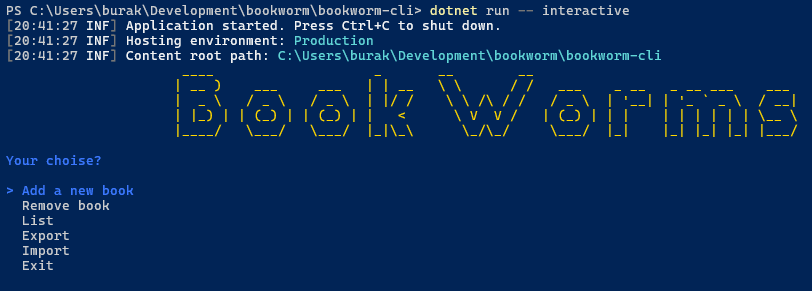 PS C:\Users\burak\Development\bookworm\bookworm-cli> dotnet run -- interactive
[20:41:27 INF] Application started. Press Ctrl+C to shut down.
[20:41:27 INF] Hosting environment: Production
[20:41:27 INF] Content root path: C:\Users\burak\Development\bookworm\bookworm-cli
Book Worms
Your choise?
> Add a new book
Remove book
List
Export
Import
Exit